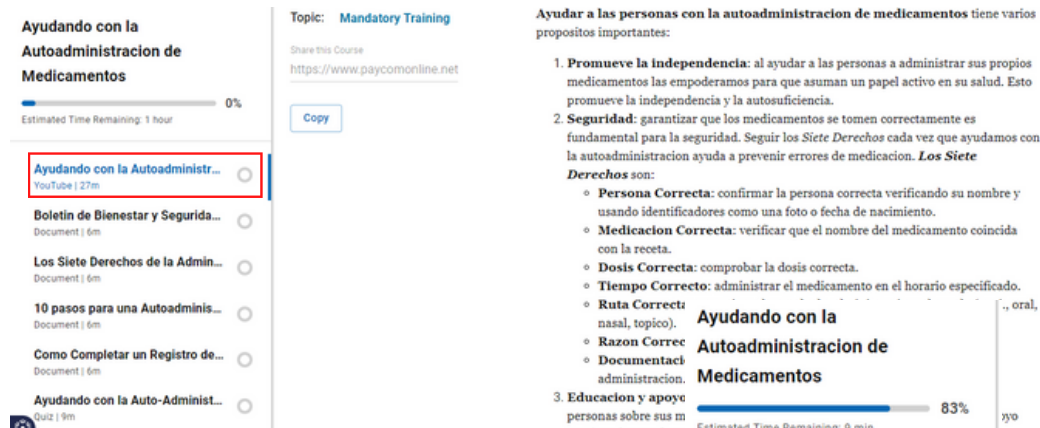 Ayudando con la
Autoadministracion de
Medicamentos
0%
Estimated Time Remaining: 1 hour
Ayudando con la Autoadministr...
YouTube | 27m
Boletin de Bienestar y Segurida...
Document | 6m
Los Siete Derechos de la Admin...
Document | 6m
10 pasos para una Autoadminis...
Document | 6m
Como Completar un Registro de...
Document | 6m
Ayudando con la Auto-Administ...
Quiz | 9m
Topic: Mandatory Training
Share this Course
https://www.paycomonline.net
Copy
Ayudar a las personas con la autoadministracion de medicamentos tiene varios
propositos importantes:
1. Promueve la independencia: al ayudar a las personas a administrar sus propios
medicamentos las empoderamos para que asuman un papel activo en su salud. Esto
promueve la independencia y la autosuficiencia.
2. Seguridad: garantizar que los medicamentos se tomen correctamente es
fundamental para la seguridad. Seguir los Siete Derechos cada vez que ayudamos con
la autoadministracion ayuda a prevenir errores de medicacion. Los Siete
Derechos son:
Persona Correcta: confirmar la persona correcta verificando su nombre y
usando identificadores como una foto o fecha de nacimiento.
Medicacion Correcta: verificar que el nombre del medicamento coincida
con la receta.
Dosis Correcta: comprobar la dosis correcta.
Tiempo Correcto: administrar el medicamento en el horario especificado.
Ruta Correcta ., oral,
nasal, topico).
Razon Correc
Documentaci
administracion.
3. Educacion y apoyo
personas sobre sus m
Ayudando con la
Autoadministracion de
Medicamentos
83%
Estimated Time Remaining: 9 min